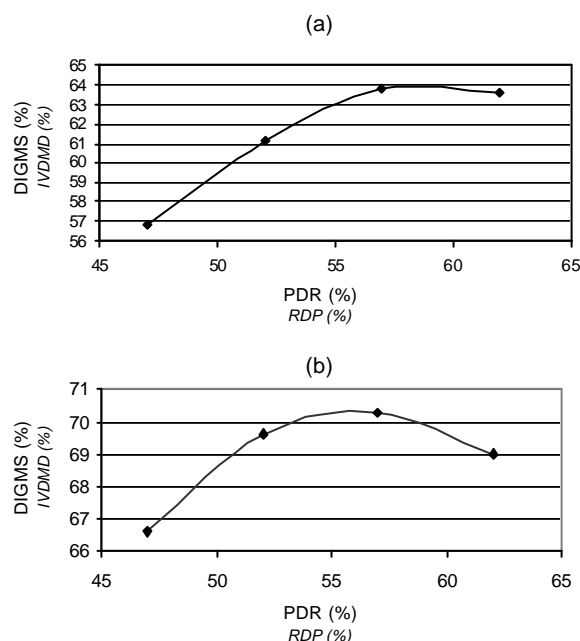 (a)
65
64
63
62
61
60
59
58
57
56
DIGMS (%)
IVDMD (%)
45 50 55 60 65
PDR (%)
RDP (%)
(b)
71
70
69
68
67
66
DIGMS (%)
IVDMD (%)
45 50 55 60 65
PDR (%)
RDP (%)